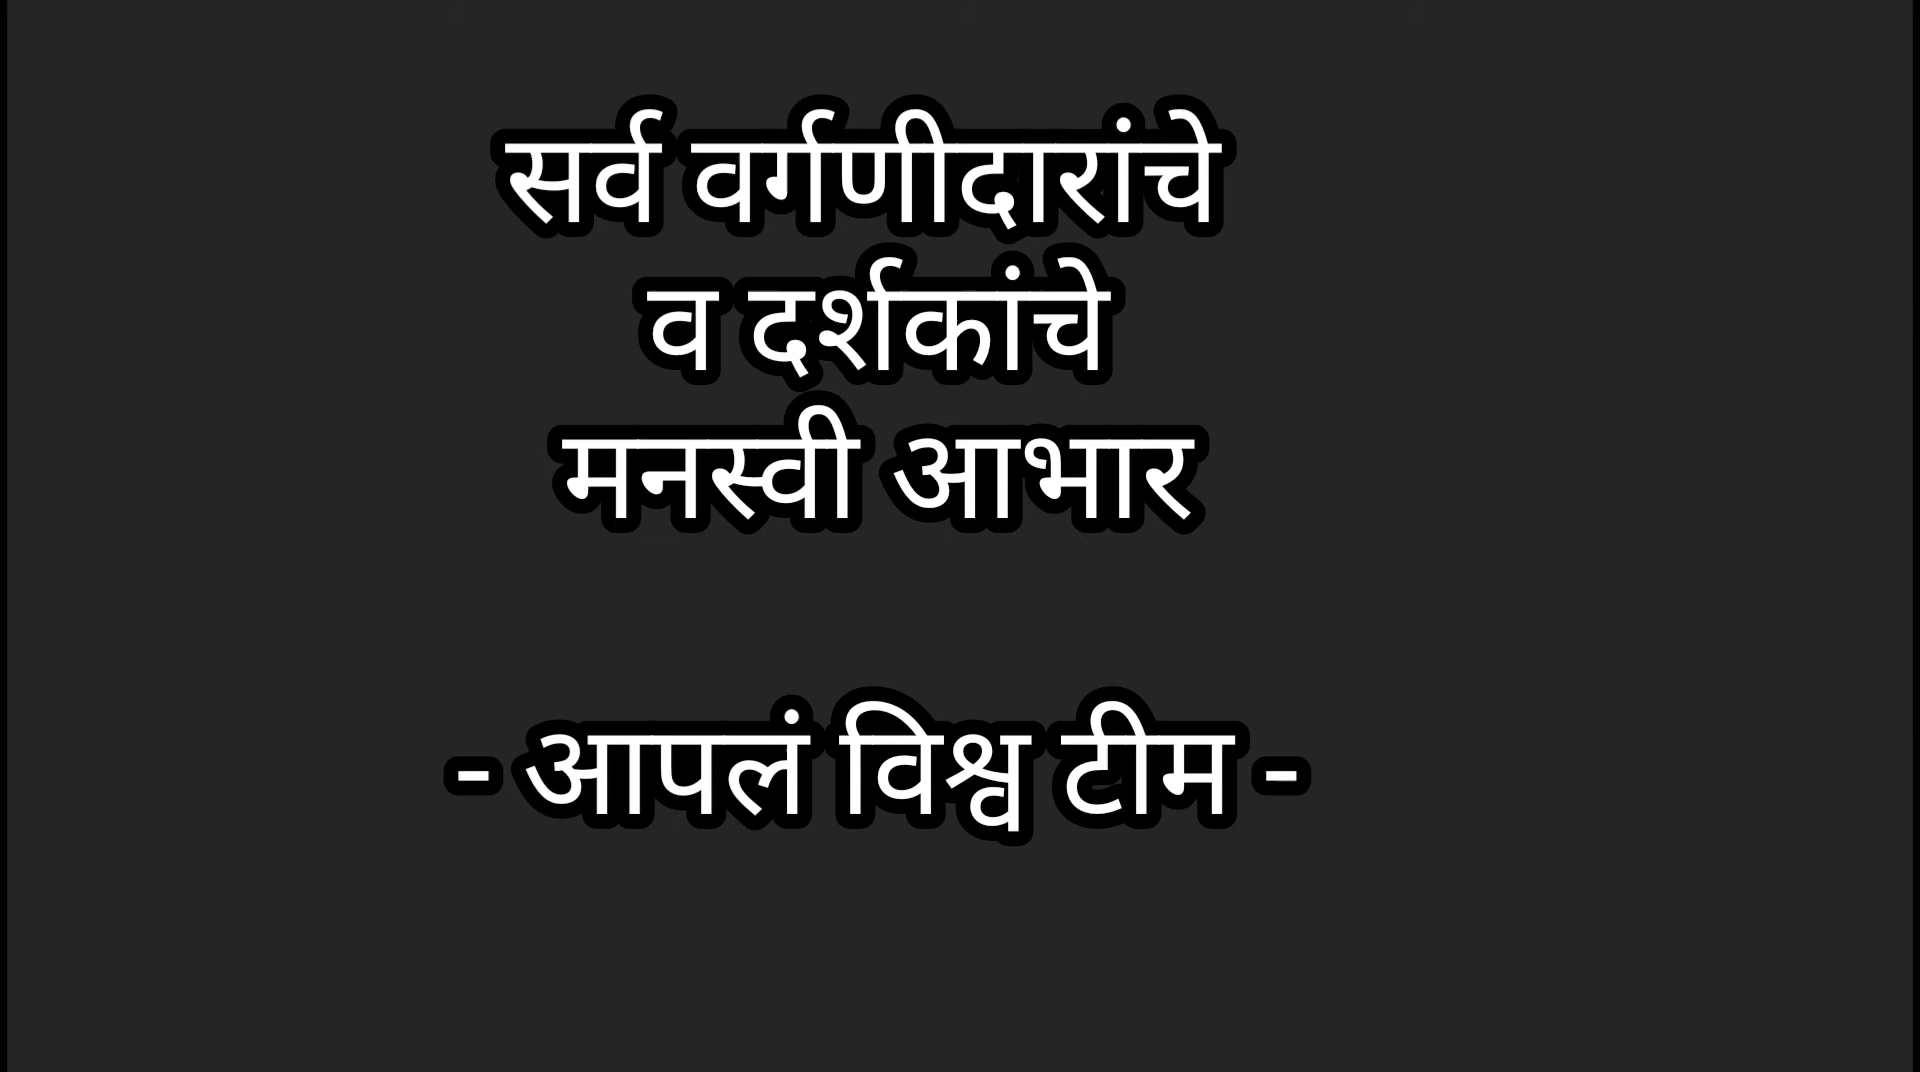 सर्व वर्गणीदारांचे
व दर्शकांचे
मनस्वी आभार
- आपलं विश्व टीम -